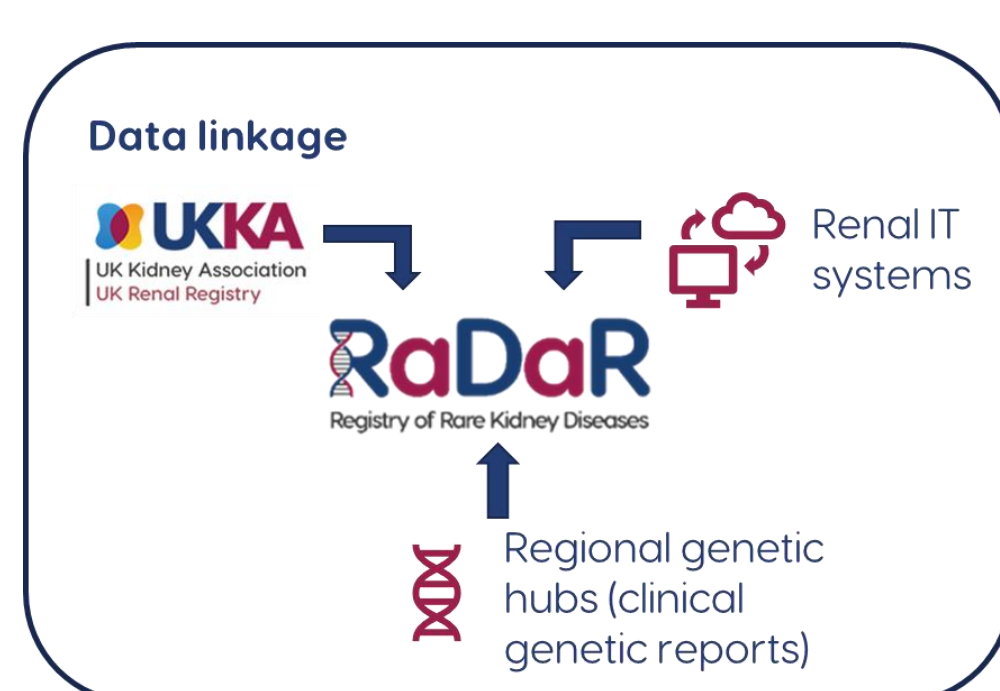 Data linkage
UKKA
UK Kidney Association
UK Renal Registry
Renal IT
systems
RaDaR
Registry of Rare Kidney Diseases
Regional genetic
hubs (clinical
genetic reports)